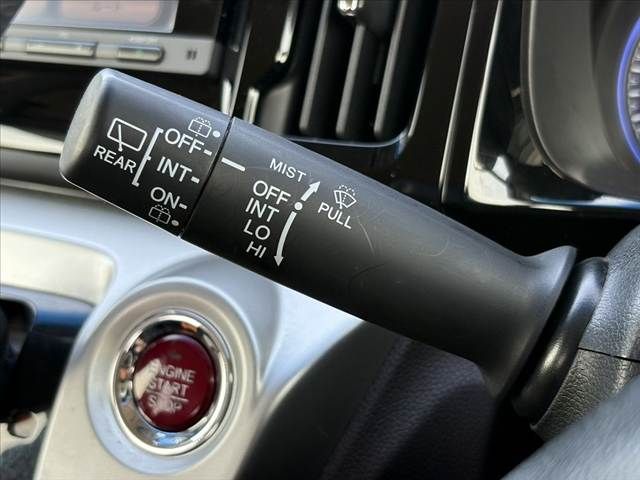 REAR
OFF
INT
ON
MIST
OFF
INT
LO
HI
PULL
ENGINE
START
STOP